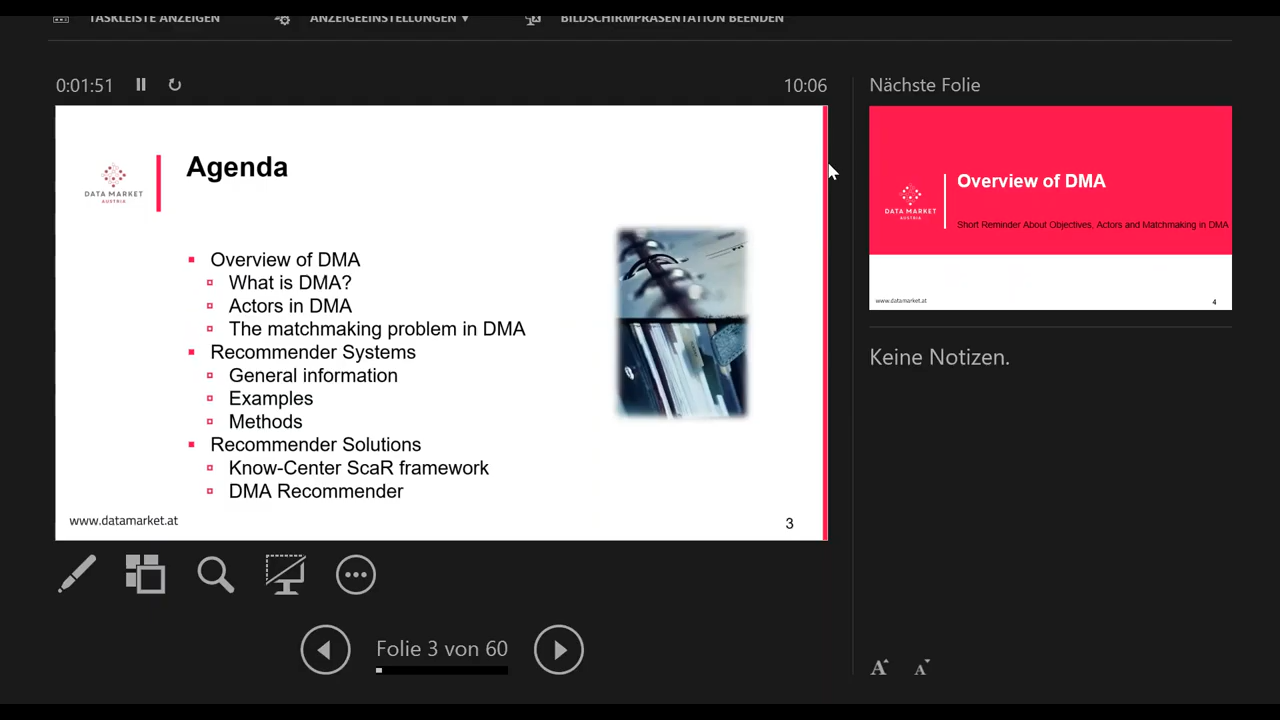 TASKLEISTE ANZEIGEN
ANZEIGEEINSTELLUNGEN ▼
BILDSCHIRMPRÄSENTATION BEENDEN
0:01:51
10:06
DATA MARKET
AUSTRIA
Agenda
Overview of DMA
What is DMA?
Actors in DMA
The matchmaking problem in DMA
Recommender Systems
General information
Examples
Methods
Recommender Solutions
Know-Center ScaR framework
DMA Recommender
www.datamarket.at
3
Folie 3 von 60
Nächste Folie
DATA MARKET
AUSTRIA
Overview of DMA
Short Reminder About Objectives, Actors and Matchmaking in DMA
www.datamarket.at
4
Keine Notizen.
A A